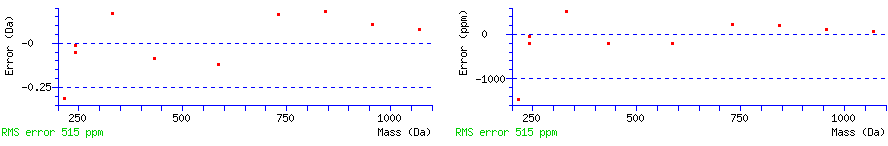 Error (Da)
-0
-0.25
250 500 750 1000
RMS error 515 ppm Mass (Da)
Error (ppm)
0
-1000
250 500 750 1000
RMS error 515 ppm Mass (Da)